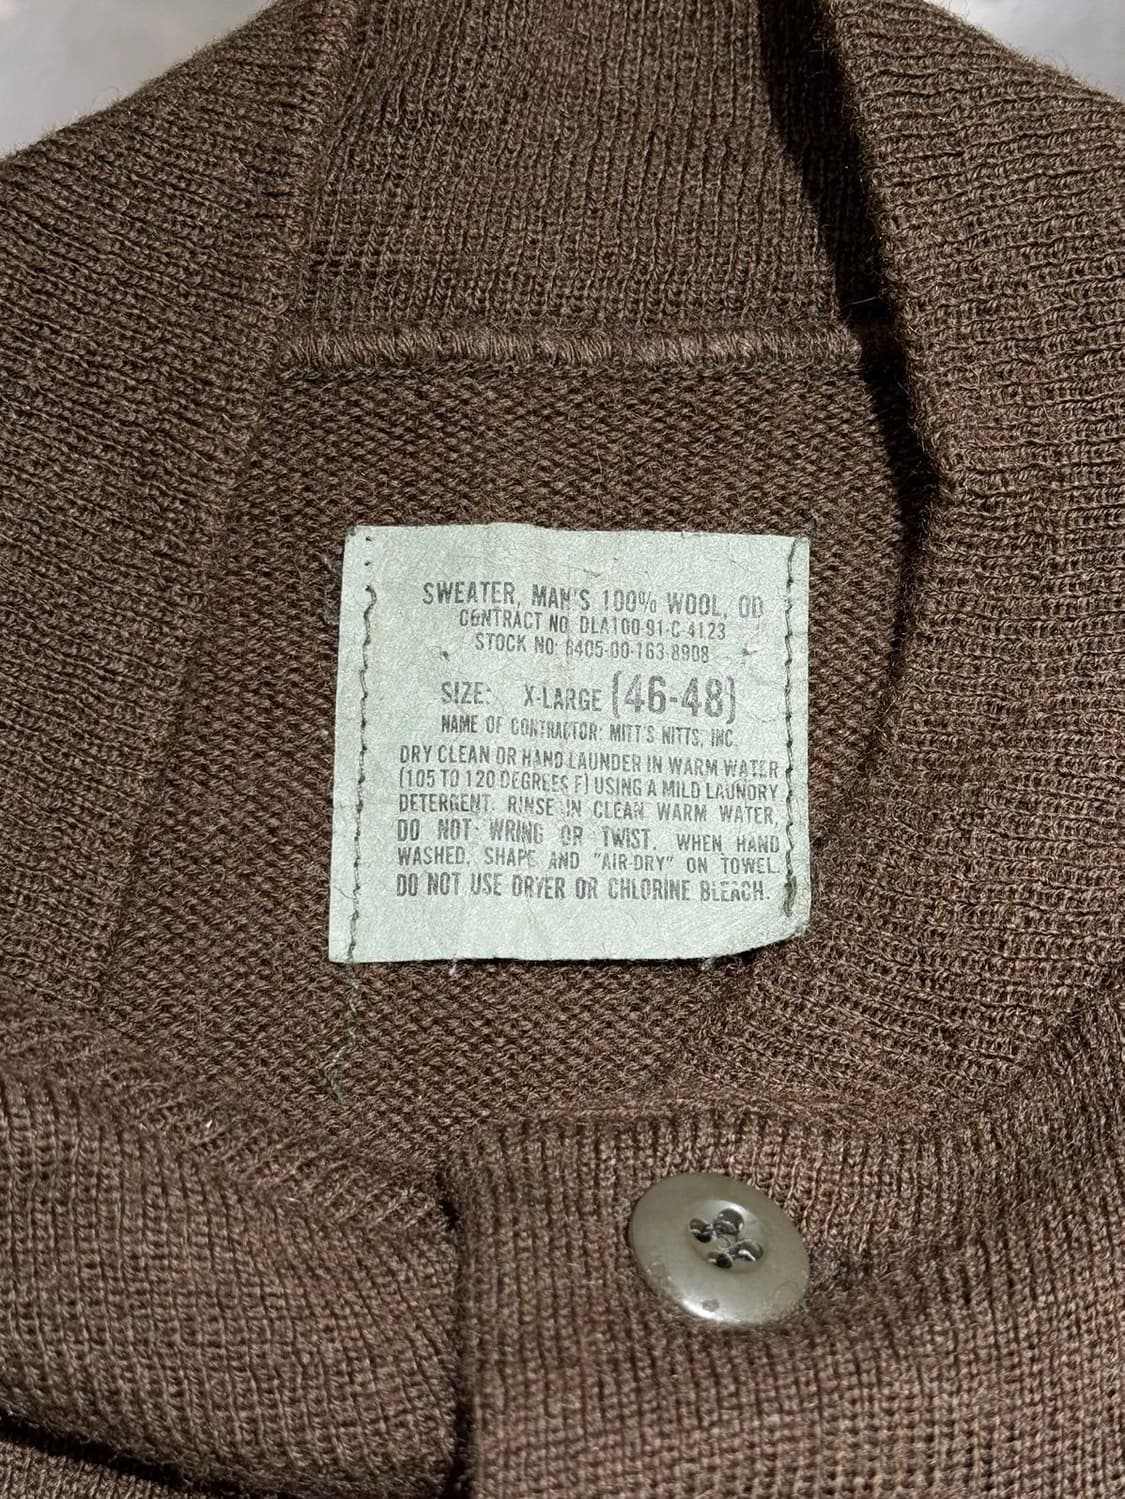 SWEATER, MAN'S 100% WOOL, OD
CONTRACT NO. DLA100-91-C-4123
STOCK NO: 8405-00-163-8908
SIZE: X-LARGE (46-48)
NAME OF CONTRACTOR: MITT'S NITTS, INC.
DRY CLEAN OR HAND LAUNDER IN WARM WATER
(105 TO 120 DEGREES F) USING A MILD LAUNDRY
DETERGENT. RINSE IN CLEAN WARM WATER.
DO NOT WRING OR TWIST. WHEN HAND
WASHED, SHAPE AND "AIR-DRY" ON TOWEL.
DO NOT USE DRYER OR CHLORINE BLEACH.